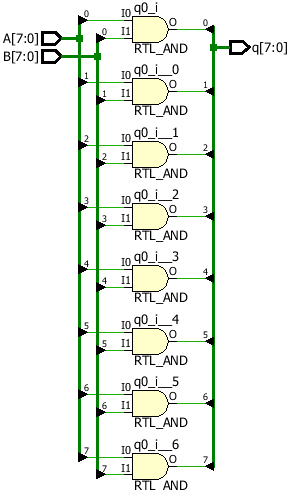 q0_i
0 I0 O 0
A[7:0] 0 I1 q[7:0]
B[7:0] RTL_AND
q0_i__0
1 I0 O 1
1 I1
RTL_AND
q0_i__1
2 I0 O 2
2 I1
RTL_AND
q0_i__2
3 I0 O 3
3 I1
RTL_AND
q0_i__3
4 I0 O 4
4 I1
RTL_AND
q0_i__4
5 I0 O 5
5 I1
RTL_AND
q0_i__5
6 I0 O 6
6 I1
RTL_AND
q0_i__6
7 I0 O 7
7 I1
RTL_AND